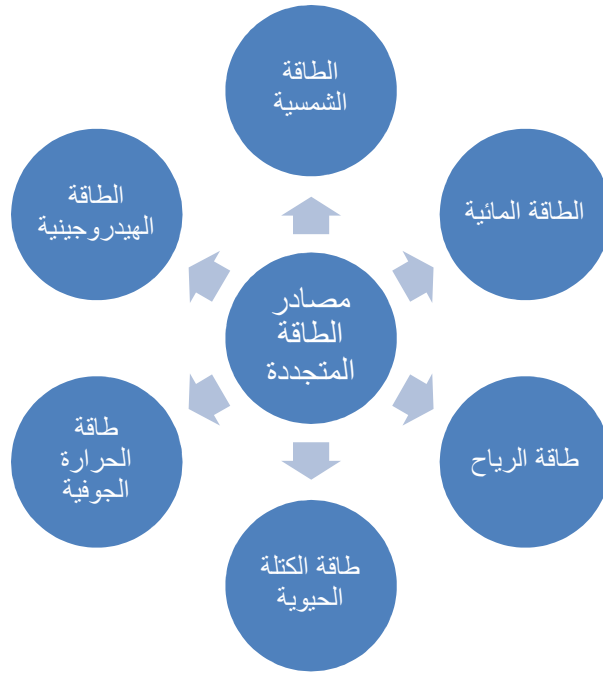 الطاقة
الشمسية
الطاقة المائية
الطاقة
الهيدروجينية
مصادر
الطاقة
المتجددة
طاقة الرياح
طاقة
الحرارة
الجوفية
طاقة الكتلة
الحيوية